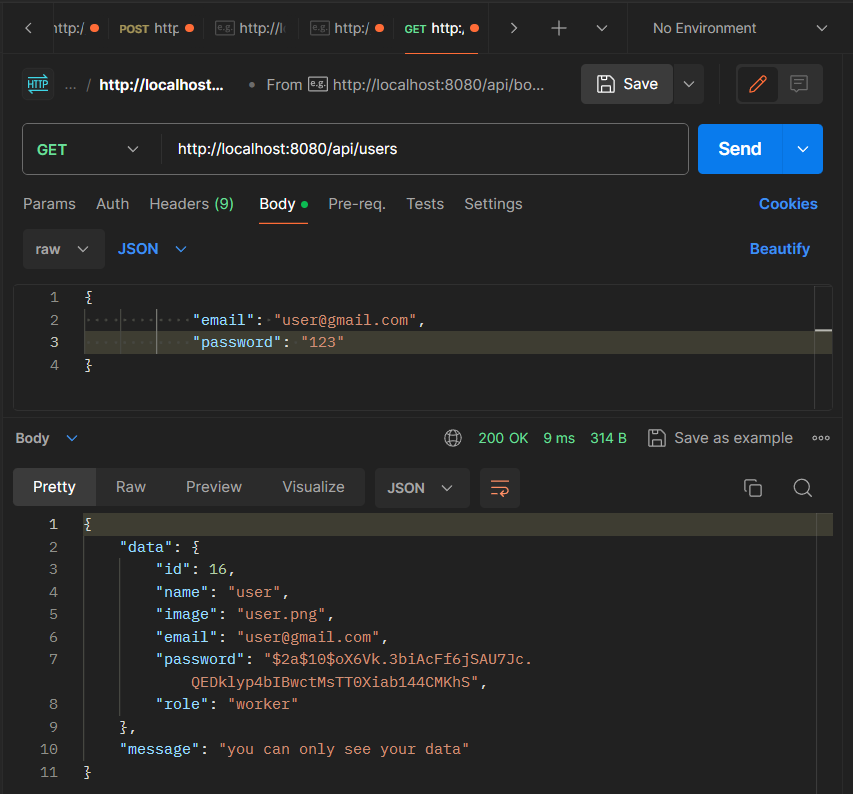 http:/ POST http e.g. http://l e.g. http:/ GET http:/ No Environment
HTTP ... / http://localhost... From e.g. http://localhost:8080/api/bo... Save
GET http://localhost:8080/api/users Send
Params Auth Headers (9) Body Pre-req. Tests Settings Cookies
raw JSON Beautify
1 {
2 "email": "user@gmail.com",
3 "password": "123"
4 }
Body 200 OK 9 ms 314 B Save as example
Pretty Raw Preview Visualize JSON
1 {
2 "data": {
3 "id": 16,
4 "name": "user",
5 "image": "user.png",
6 "email": "user@gmail.com",
7 "password": "$2a$10$oX6Vk.3biAcFf6jSAU7Jc.
QEDklyp4bIBwctMsTT0Xiab144CMKhS",
8 "role": "worker"
9 },
10 "message": "you can only see your data"
11 }